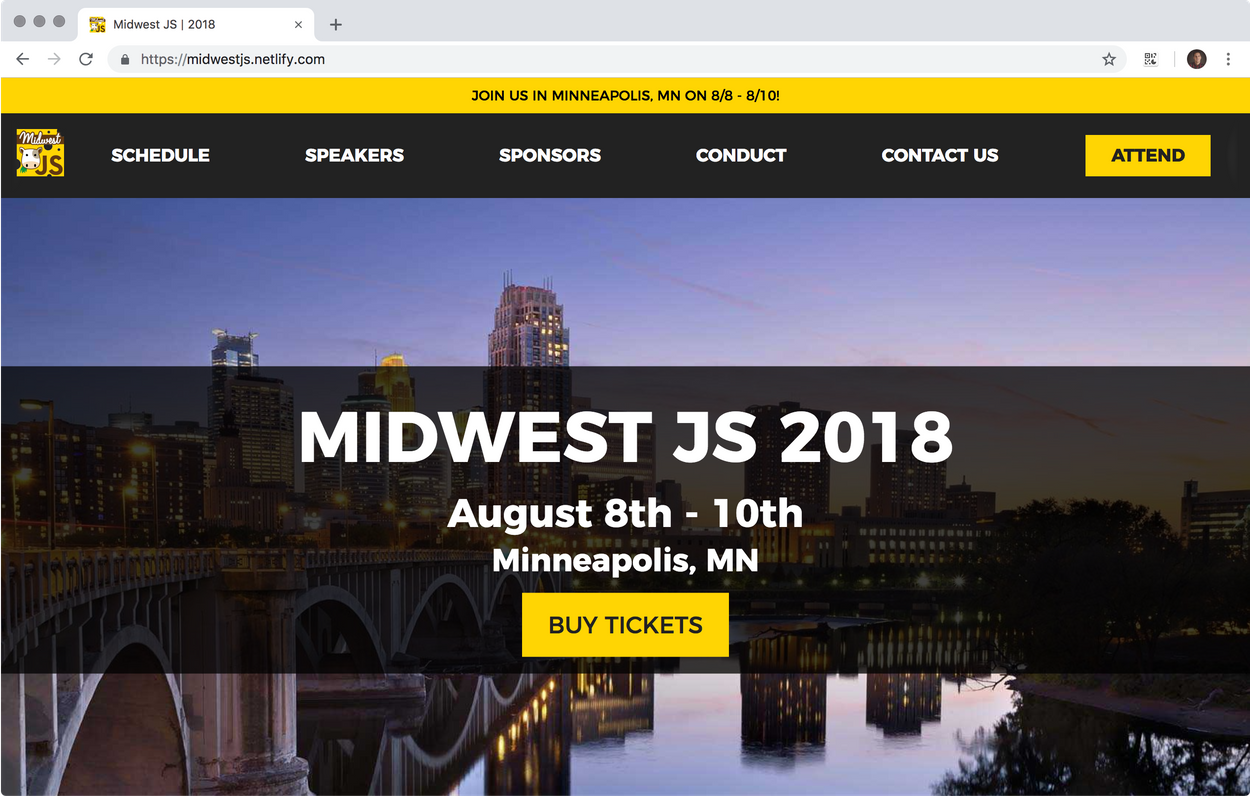 Midwest JS | 2018
https://midwestjs.netlify.com
JOIN US IN MINNEAPOLIS, MN ON 8/8 - 8/10!
Midwest
JS
SCHEDULE
SPEAKERS
SPONSORS
CONDUCT
CONTACT US
ATTEND
MIDWEST JS 2018
August 8th - 10th
Minneapolis, MN
BUY TICKETS